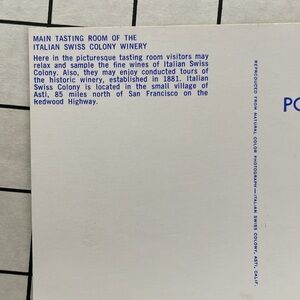 MAIN TASTING ROOM OF THE
ITALIAN SWISS COLONY WINERY
Here in the picturesque tasting room visitors may
relax and sample the fine wines of Italian Swiss
Colony. Also, they may enjoy conducted tours of
the historic winery, established in 1881. Italian
Swiss Colony is located in the small village of
Asti, 85 miles north of San Francisco on the
Redwood Highway.
REPRODUCED FROM NATURAL COLOR PHOTOGRAPH—ITALIAN SWISS COLONY, ASTI, CALIF.
PO